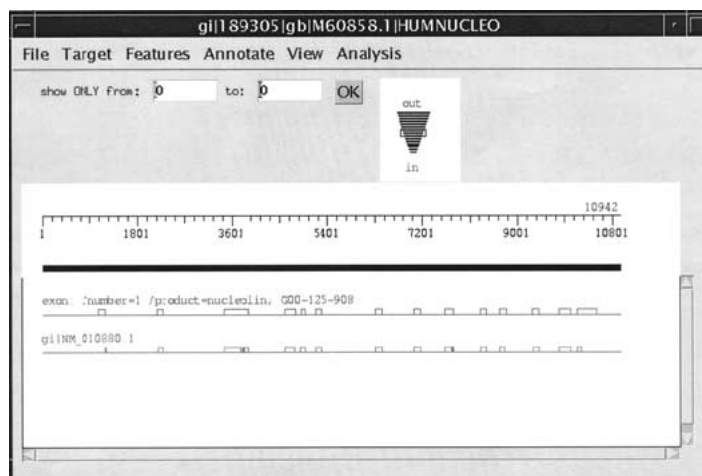 gi|189305|gb|M60858.1|HUMNUCLEO
File Target Features Annotate View Analysis
show ONLY from: 0 to: 0 OK
out
in
10942
1 1801 3601 5401 7201 9001 10801
exon: /number=1 /product=nucleolin, G00-125-908
gi|NM_010880.1